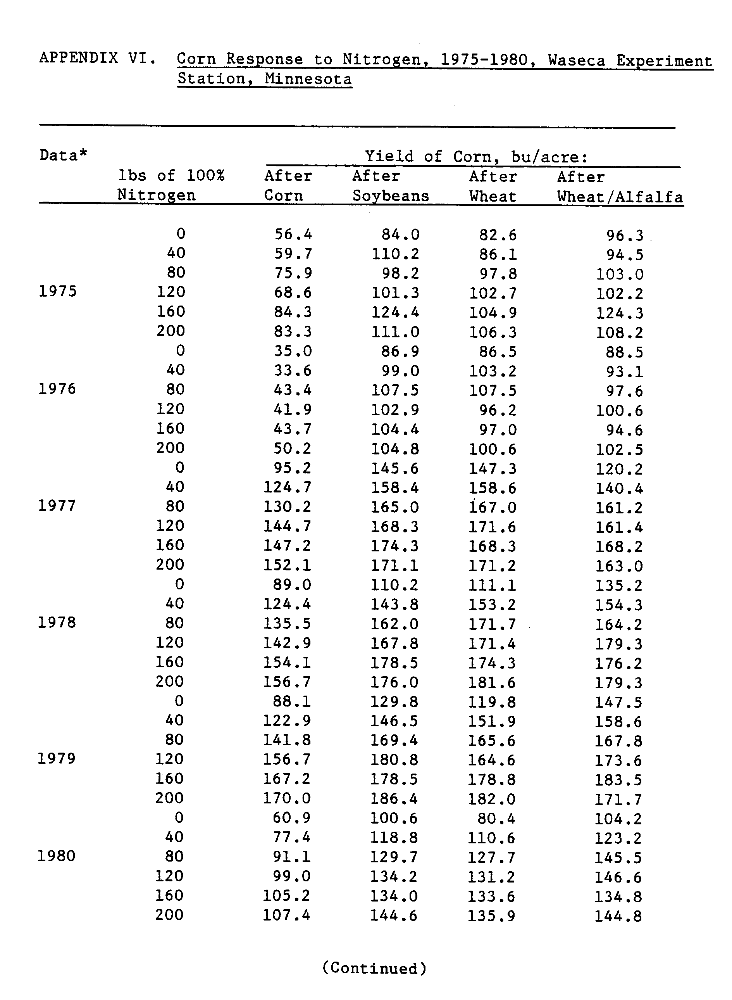 APPENDIX VI. Corn Response to Nitrogen, 1975-1980, Waseca Experiment
Station, Minnesota
Data* Yield of Corn, bu/acre:
lbs of 100% After After After After
Nitrogen Corn Soybeans Wheat Wheat/Alfalfa
0 56.4 84.0 82.6 96.3
40 59.7 110.2 86.1 94.5
80 75.9 98.2 97.8 103.0
1975 120 68.6 101.3 102.7 102.2
160 84.3 124.4 104.9 124.3
200 83.3 111.0 106.3 108.2
0 35.0 86.9 86.5 88.5
40 33.6 99.0 103.2 93.1
1976 80 43.4 107.5 107.5 97.6
120 41.9 102.9 96.2 100.6
160 43.7 104.4 97.0 94.6
200 50.2 104.8 100.6 102.5
0 95.2 145.6 147.3 120.2
40 124.7 158.4 158.6 140.4
1977 80 130.2 165.0 167.0 161.2
120 144.7 168.3 171.6 161.4
160 147.2 174.3 168.3 168.2
200 152.1 171.1 171.2 163.0
0 89.0 110.2 111.1 135.2
40 124.4 143.8 153.2 154.3
1978 80 135.5 162.0 171.7 164.2
120 142.9 167.8 171.4 179.3
160 154.1 178.5 174.3 176.2
200 156.7 176.0 181.6 179.3
0 88.1 129.8 119.8 147.5
40 122.9 146.5 151.9 158.6
80 141.8 169.4 165.6 167.8
1979 120 156.7 180.8 164.6 173.6
160 167.2 178.5 178.8 183.5
200 170.0 186.4 182.0 171.7
0 60.9 100.6 80.4 104.2
40 77.4 118.8 110.6 123.2
1980 80 91.1 129.7 127.7 145.5
120 99.0 134.2 131.2 146.6
160 105.2 134.0 133.6 134.8
200 107.4 144.6 135.9 144.8
(Continued)